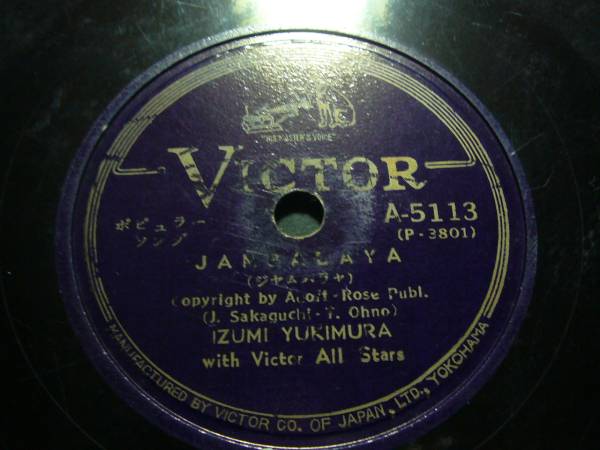 "HIS MASTER'S VOICE"
VICTOR
ポピュラー
ソング
A-5113
(P-3801)
JAMBALAYA
(ジャムバラヤ)
Copyright by Acuff-Rose Publ.
(J. Sakaguchi-T. Ohno)
IZUMI YUKIMURA
with Victor All Stars
MANUFACTURED BY VICTOR CO. OF JAPAN, LTD., YOKOHAMA